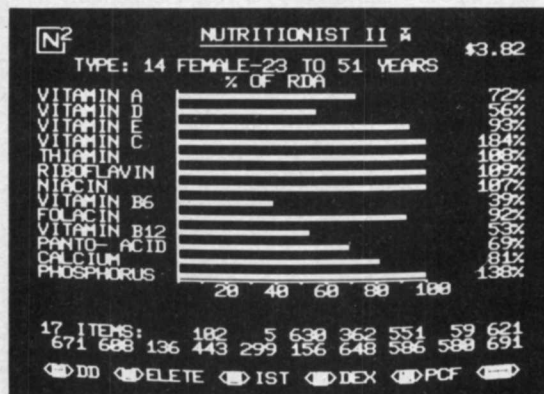 N2
NUTRITIONIST II
$3.82
TYPE: 14 FEMALE-23 TO 51 YEARS
% OF RDA
VITAMIN A 72%
VITAMIN D 56%
VITAMIN E 93%
VITAMIN C 184%
THIAMIN 108%
RIBOFLAVIN 109%
NIACIN 107%
VITAMIN B6 39%
FOLACIN 92%
VITAMIN B12 53%
PANTO- ACID 69%
CALCIUM 81%
PHOSPHORUS 138%
20 40 60 80 100
17 ITEMS: 102 5 630 362 551 59 621
671 608 136 443 299 156 648 586 580 691
DD ELETE IST DEX PCF